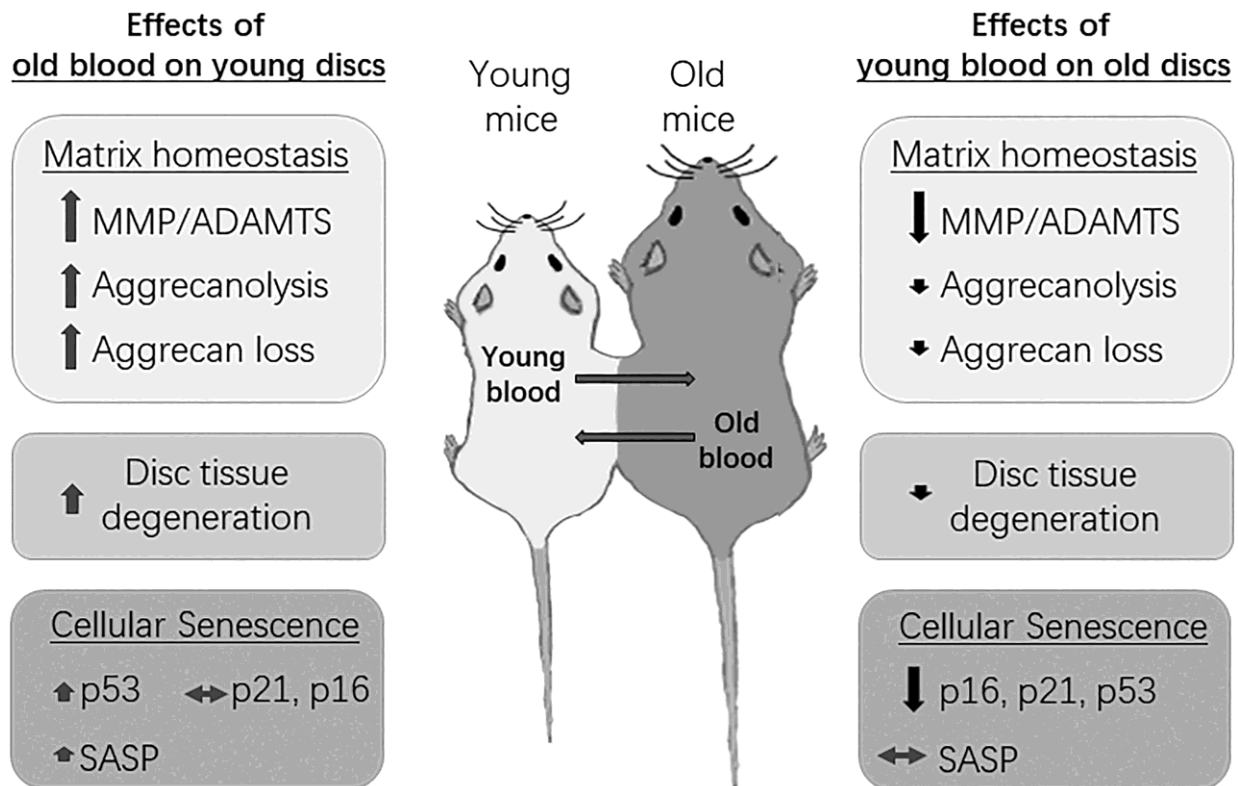 Effects of
old blood on young discs
Matrix homeostasis
MMP/ADAMTS
Aggrecanolysis
Aggrecan loss
Disc tissue
degeneration
Cellular Senescence
p53 p21, p16
SASP
Young
mice
Old
mice
Young
blood
Old
blood
Effects of
young blood on old discs
Matrix homeostasis
MMP/ADAMTS
Aggrecanolysis
Aggrecan loss
Disc tissue
degeneration
Cellular Senescence
p16, p21, p53
SASP